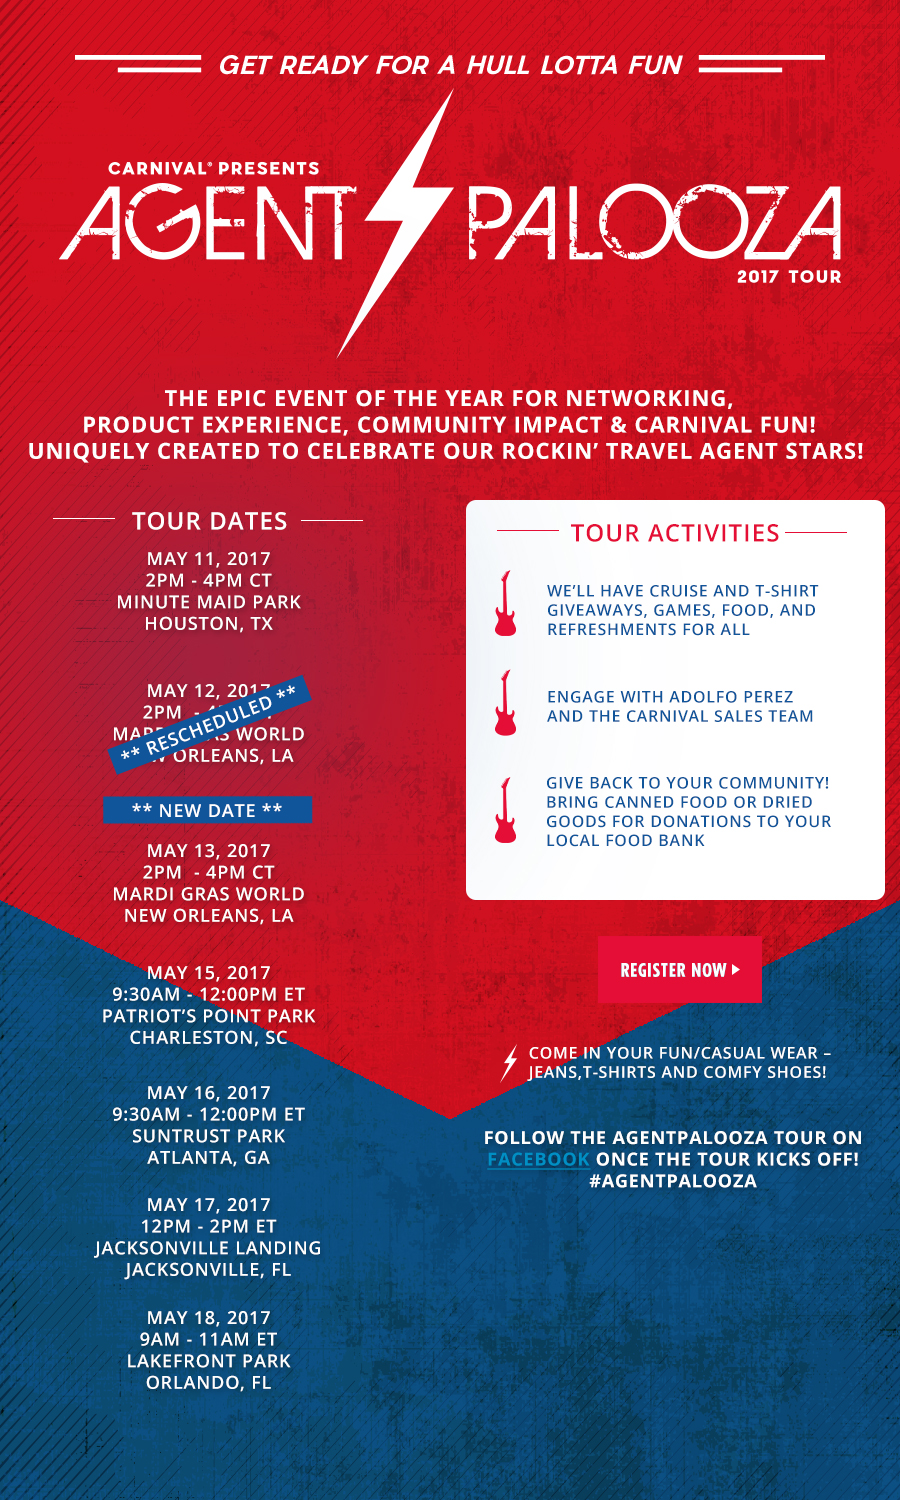 GET READY FOR A HULL LOTTA FUN
CARNIVAL® PRESENTS
AGENT PALOOZA
2017 TOUR
THE EPIC EVENT OF THE YEAR FOR NETWORKING,
PRODUCT EXPERIENCE, COMMUNITY IMPACT & CARNIVAL FUN!
UNIQUELY CREATED TO CELEBRATE OUR ROCKIN’ TRAVEL AGENT STARS!
TOUR DATES
MAY 11, 2017
2PM - 4PM CT
MINUTE MAID PARK
HOUSTON, TX
MAY 12, 2017
2PM -
WORLD
ORLEANS, LA
** RESCHEDULED **
** NEW DATE **
MAY 13, 2017
2PM - 4PM CT
MARDI GRAS WORLD
NEW ORLEANS, LA
MAY 15, 2017
9:30AM - 12:00PM ET
PATRIOT’S POINT PARK
CHARLESTON, SC
MAY 16, 2017
9:30AM - 12:00PM ET
SUNTRUST PARK
ATLANTA, GA
MAY 17, 2017
12PM - 2PM ET
JACKSONVILLE LANDING
JACKSONVILLE, FL
MAY 18, 2017
9AM - 11AM ET
LAKEFRONT PARK
ORLANDO, FL
TOUR ACTIVITIES
WE’LL HAVE CRUISE AND T-SHIRT
GIVEAWAYS, GAMES, FOOD, AND
REFRESHMENTS FOR ALL
ENGAGE WITH ADOLFO PEREZ
AND THE CARNIVAL SALES TEAM
GIVE BACK TO YOUR COMMUNITY!
BRING CANNED FOOD OR DRIED
GOODS FOR DONATIONS TO YOUR
LOCAL FOOD BANK
REGISTER NOW
COME IN YOUR FUN/CASUAL WEAR –
JEANS,T-SHIRTS AND COMFY SHOES!
FOLLOW THE AGENTPALOOZA TOUR ON
FACEBOOK ONCE THE TOUR KICKS OFF!
#AGENTPALOOZA